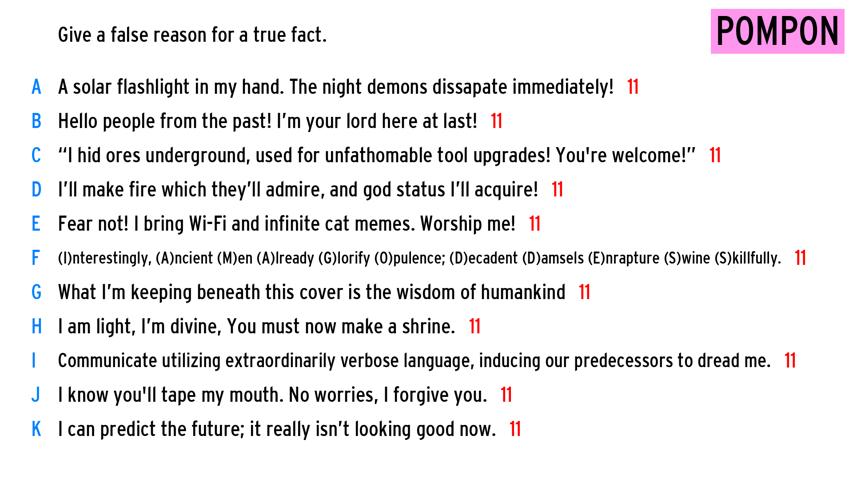 Give a false reason for a true fact.
POMPON
A A solar flashlight in my hand. The night demons dissapate immediately! 11
B Hello people from the past! I'm your lord here at last! 11
C “I hid ores underground, used for unfathomable tool upgrades! You're welcome!” 11
D I'll make fire which they'll admire, and god status I'll acquire! 11
E Fear not! I bring Wi-Fi and infinite cat memes. Worship me! 11
F (I)nterestingly, (A)ncient (M)en (A)lready (G)lorify (O)pulence; (D)ecadent (D)amsels (E)nrapture (S)wine (S)killfully. 11
G What I'm keeping beneath this cover is the wisdom of humankind 11
H I am light, I'm divine, You must now make a shrine. 11
I Communicate utilizing extraordinarily verbose language, inducing our predecessors to dread me. 11
J I know you'll tape my mouth. No worries, I forgive you. 11
K I can predict the future; it really isn't looking good now. 11